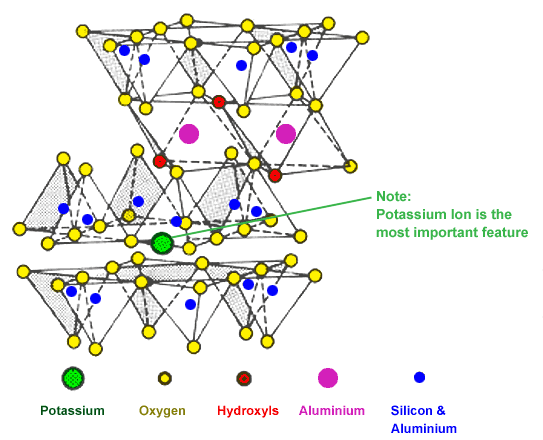 Note:
Potassium Ion is the
most important feature
Potassium Oxygen Hydroxyls Aluminium Silicon &
Aluminium